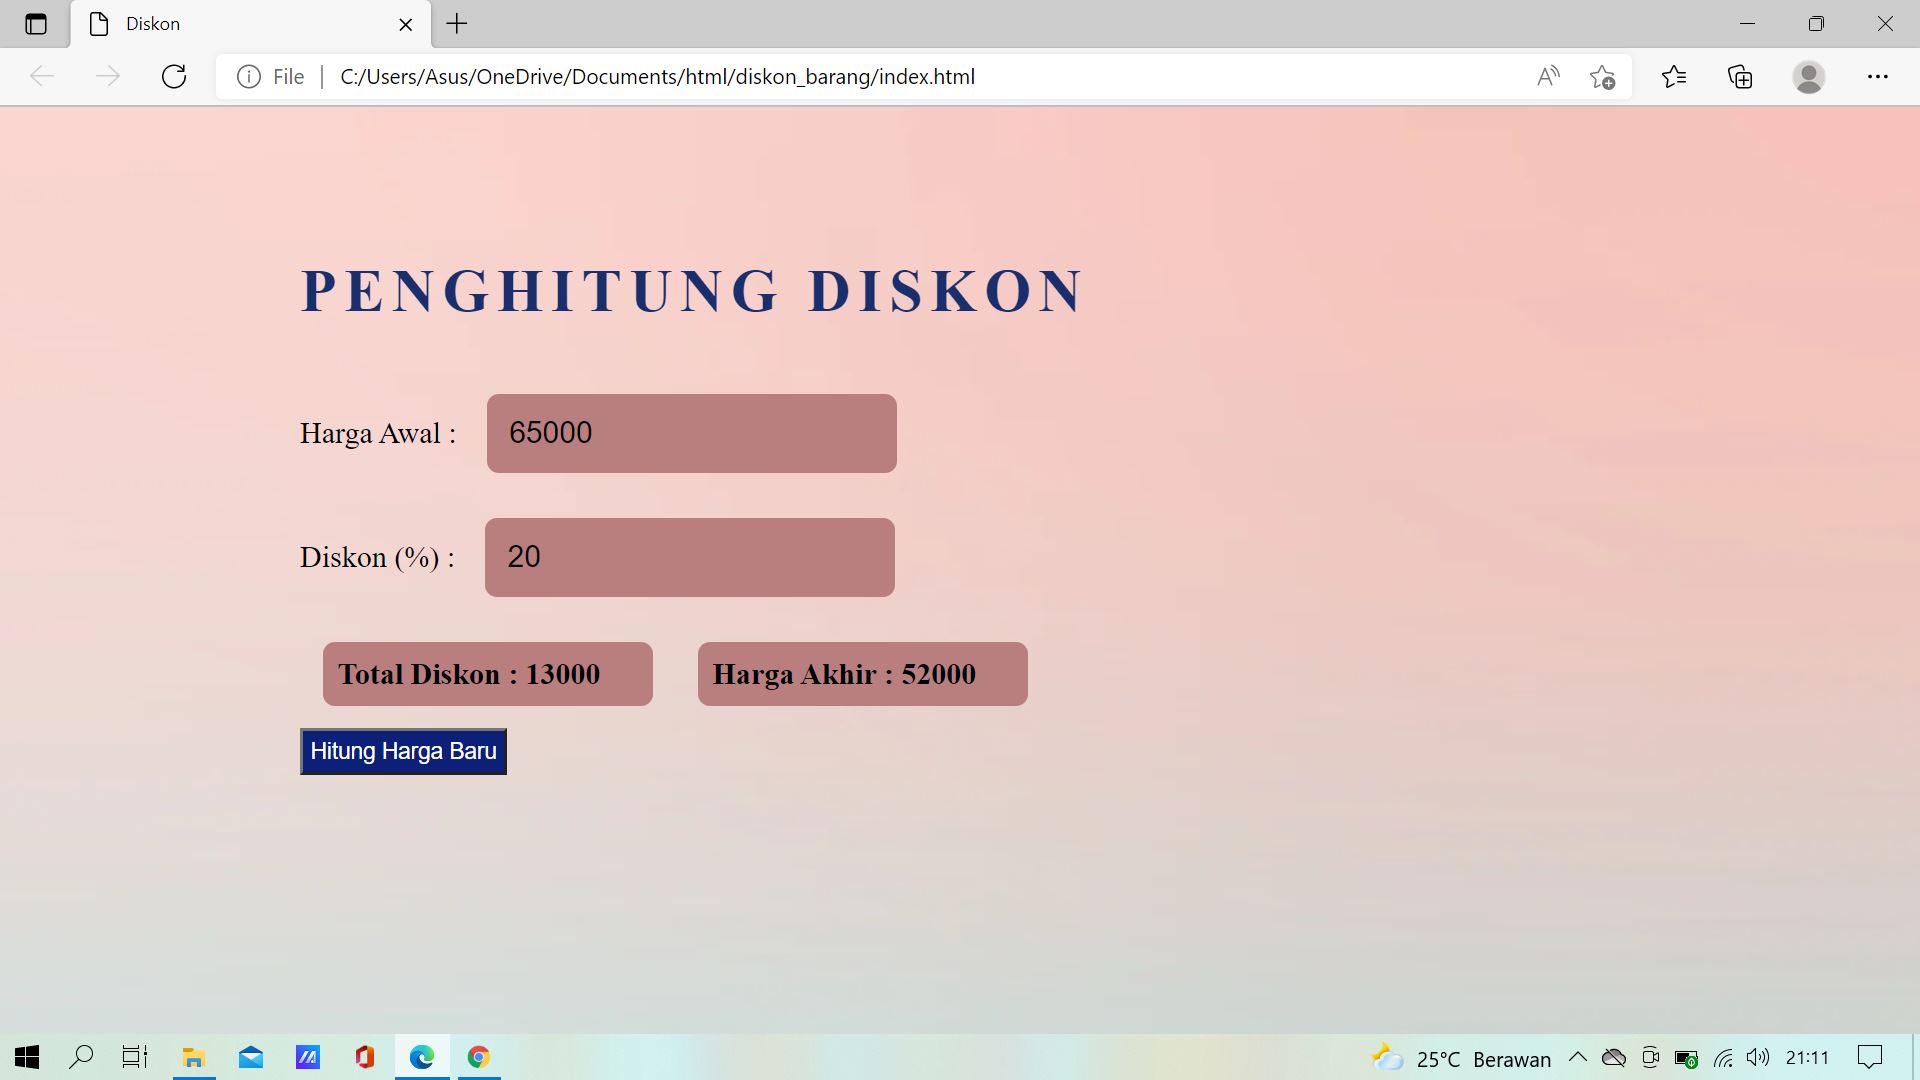 Diskon
File | C:/Users/Asus/OneDrive/Documents/html/diskon_barang/index.html
PENGHITUNG DISKON
Harga Awal : 65000
Diskon (%) : 20
Total Diskon : 13000 Harga Akhir : 52000
Hitung Harga Baru
25°C Berawan 21:11